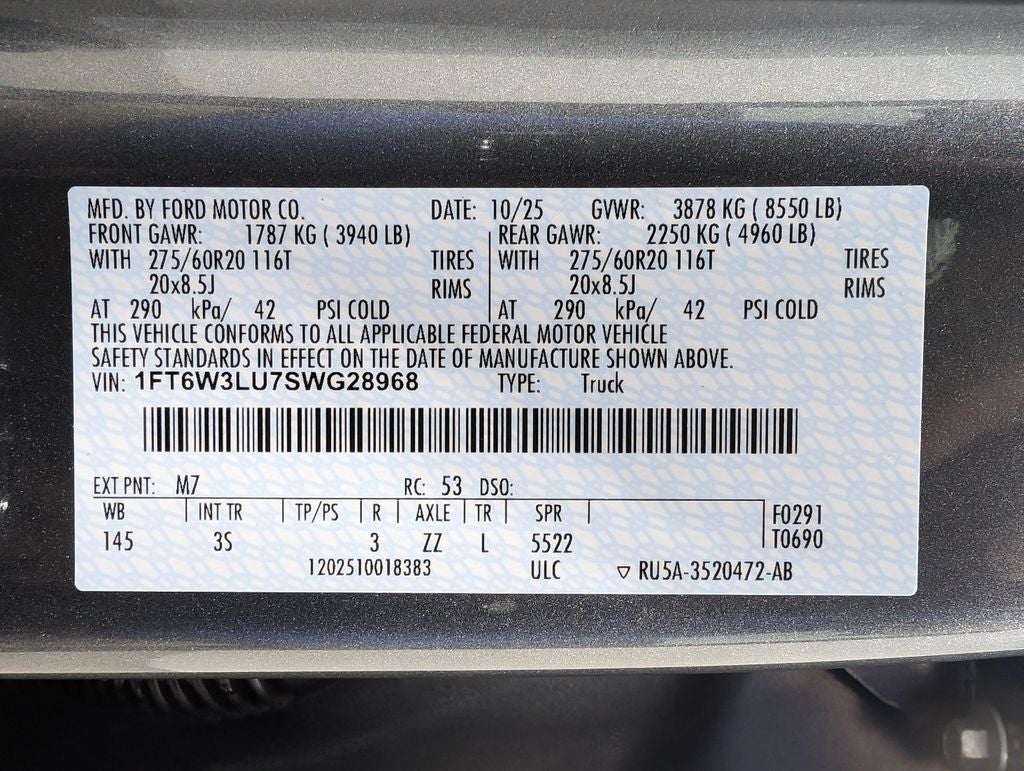 MFD. BY FORD MOTOR CO. DATE: 10/25 GVWR: 3878 KG ( 8550 LB)
FRONT GAWR: 1787 KG ( 3940 LB) REAR GAWR: 2250 KG ( 4960 LB)
WITH 275/60R20 116T TIRES WITH 275/60R20 116T TIRES
20x8.5J RIMS 20x8.5J RIMS
AT 290 kPa/ 42 PSI COLD AT 290 kPa/ 42 PSI COLD
THIS VEHICLE CONFORMS TO ALL APPLICABLE FEDERAL MOTOR VEHICLE
SAFETY STANDARDS IN EFFECT ON THE DATE OF MANUFACTURE SHOWN ABOVE.
VIN: 1FT6W3LU7SWG28968 TYPE: Truck
EXT PNT: M7 RC: 53 DSO:
WB INT TR TP/PS R AXLE TR SPR F0291
145 3S 3 ZZ L 5522 T0690
1202510018383 ULC ▽ RU5A-3520472-AB